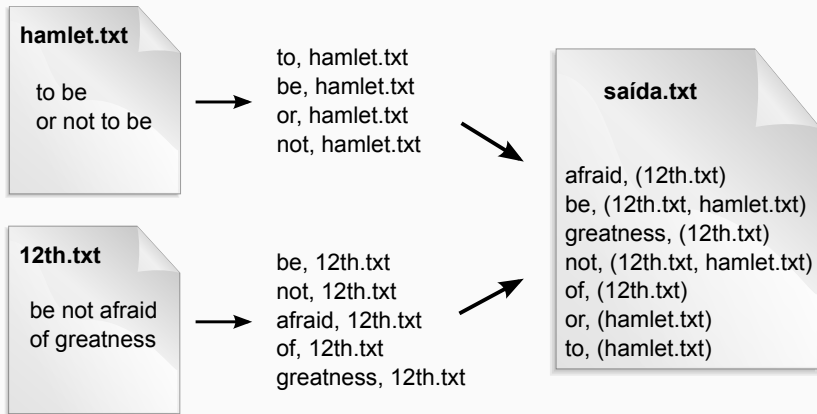 hamlet.txt
to be
or not to be
to, hamlet.txt
be, hamlet.txt
or, hamlet.txt
not, hamlet.txt
12th.txt
be not afraid
of greatness
be, 12th.txt
not, 12th.txt
afraid, 12th.txt
of, 12th.txt
greatness, 12th.txt
saída.txt
afraid, (12th.txt)
be, (12th.txt, hamlet.txt)
greatness, (12th.txt)
not, (12th.txt, hamlet.txt)
of, (12th.txt)
or, (hamlet.txt)
to, (hamlet.txt)